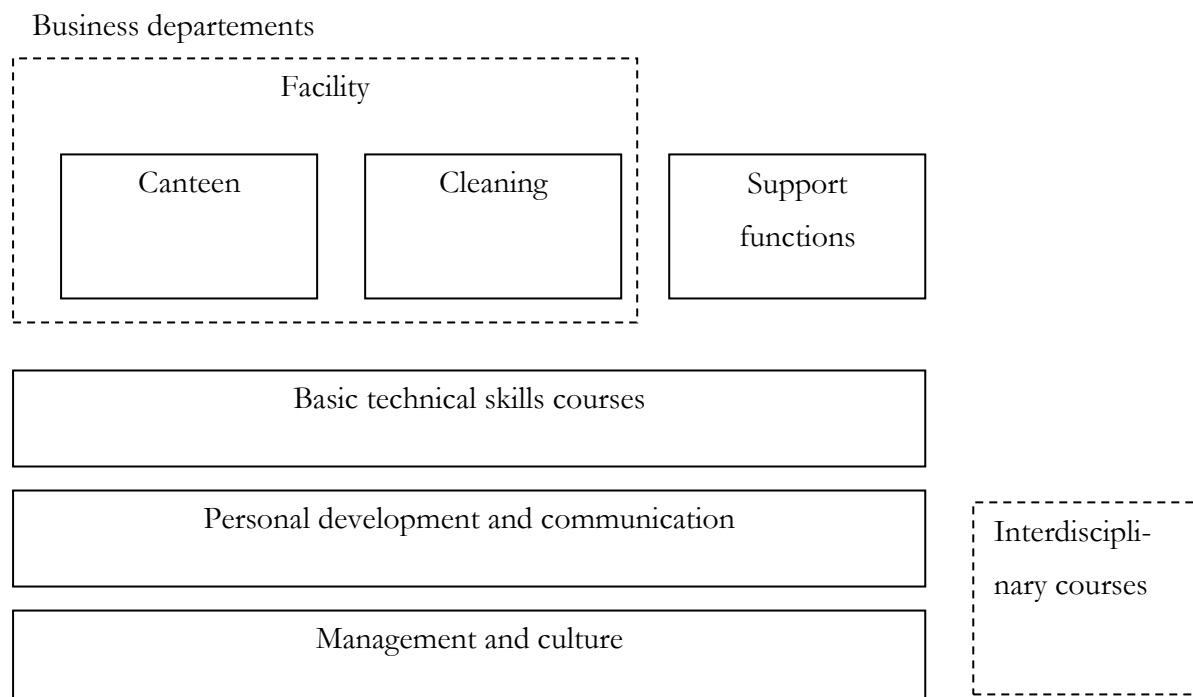 Business departements
Facility
Canteen
Cleaning
Support
functions
Basic technical skills courses
Personal development and communication
Interdiscipli-
nary courses
Management and culture